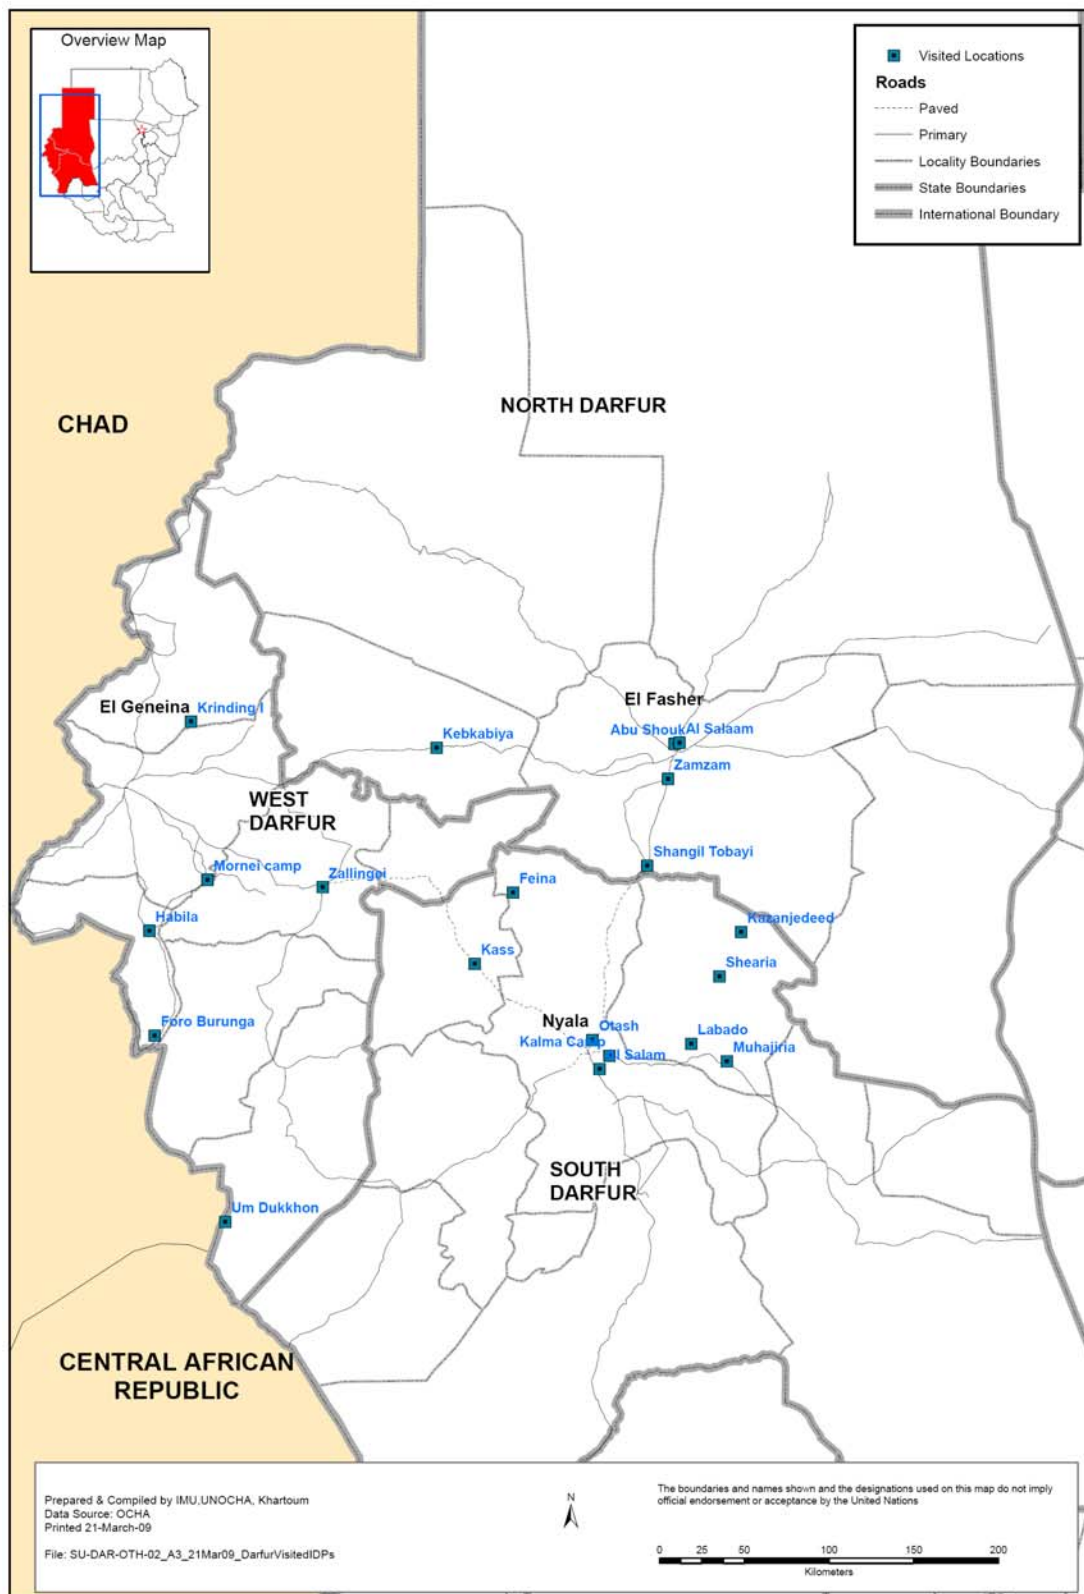 Overview Map
Visited Locations
Roads
Paved
Primary
Locality Boundaries
State Boundaries
International Boundary
CHAD
NORTH DARFUR
El Fasher
El Geneina
Krinding I
Kebkabiya
Abu Shouk
Al Salaam
Zamzam
WEST
DARFUR
Mornei camp
Zallingei
Shangil Tobayi
Feina
Habila
Kazanjedeed
Kass
Shearia
Foro Burunga
Nyala
Otash
Kalma Camp
Labado
Muhajiria
SOUTH
DARFUR
Um Dukkhon
CENTRAL AFRICAN
REPUBLIC
Prepared & Compiled by IMU,UNOCHA, Khartoum
Data Source: OCHA
Printed 21-March-09
File: SU-DAR-OTH-02_A3_21Mar09_DarfurVisitedIDPs
N
The boundaries and names shown and the designations used on this map do not imply
official endorsement or acceptance by the United Nations
0 25 50 100 150 200
Kilometers